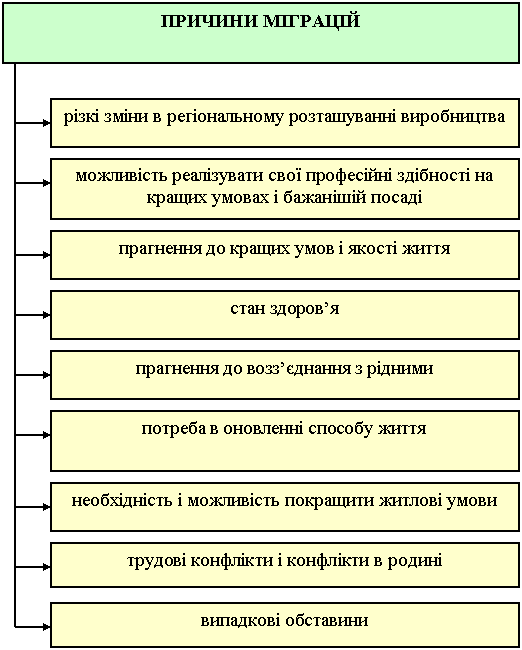 ПРИЧИНИ МІГРАЦІЙ
різкі зміни в регіональному розташуванні виробництва
можливість реалізувати свої професійні здібності на
кращих умовах і бажанішій посаді
прагнення до кращих умов і якості життя
стан здоров’я
прагнення до возз’єднання з рідними
потреба в оновленні способу життя
необхідність і можливість покращити житлові умови
трудові конфлікти і конфлікти в родині
випадкові обставини